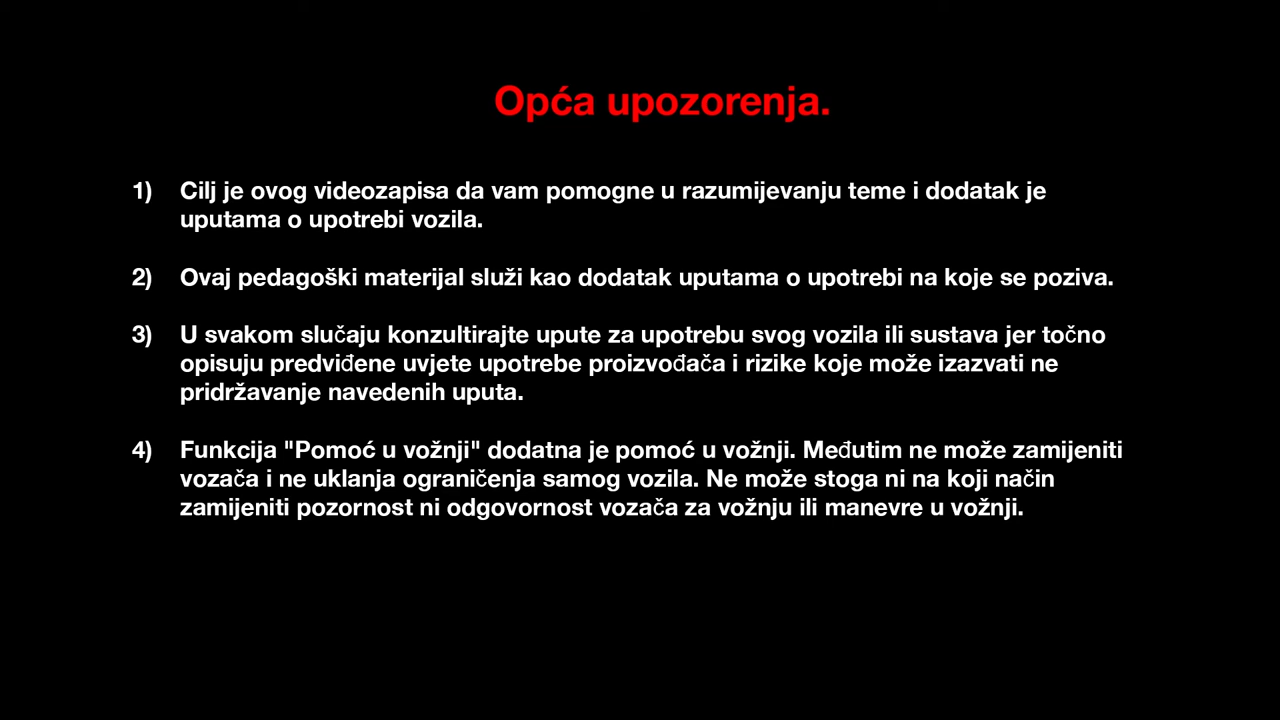 Opća upozorenja.
1) Cilj je ovog videozapisa da vam pomogne u razumijevanju teme i dodatak je
uputama o upotrebi vozila.
2) Ovaj pedagoški materijal služi kao dodatak uputama o upotrebi na koje se poziva.
3) U svakom slučaju konzultirajte upute za upotrebu svog vozila ili sustava jer točno
opisuju predviđene uvjete upotrebe proizvođača i rizike koje može izazvati ne
pridržavanje navedenih uputa.
4) Funkcija "Pomoć u vožnji" dodatna je pomoć u vožnji. Međutim ne može zamijeniti
vozača i ne uklanja ograničenja samog vozila. Ne može stoga ni na koji način
zamijeniti pozornost ni odgovornost vozača za vožnju ili manevre u vožnji.